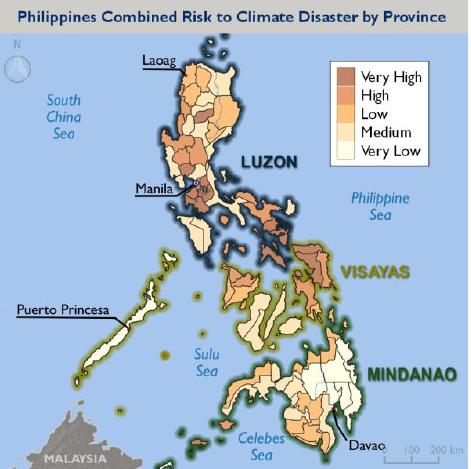 Philippines Combined Risk to Climate Disaster by Province
N
Laoag
South
China
Sea
Very High
High
Low
Medium
Very Low
LUZON
Manila
Philippine
Sea
VISAYAS
Puerto Princesa
Sulu
Sea
MINDANAO
Celebes
Sea
Davao
MALAYSIA
0 100 200 km